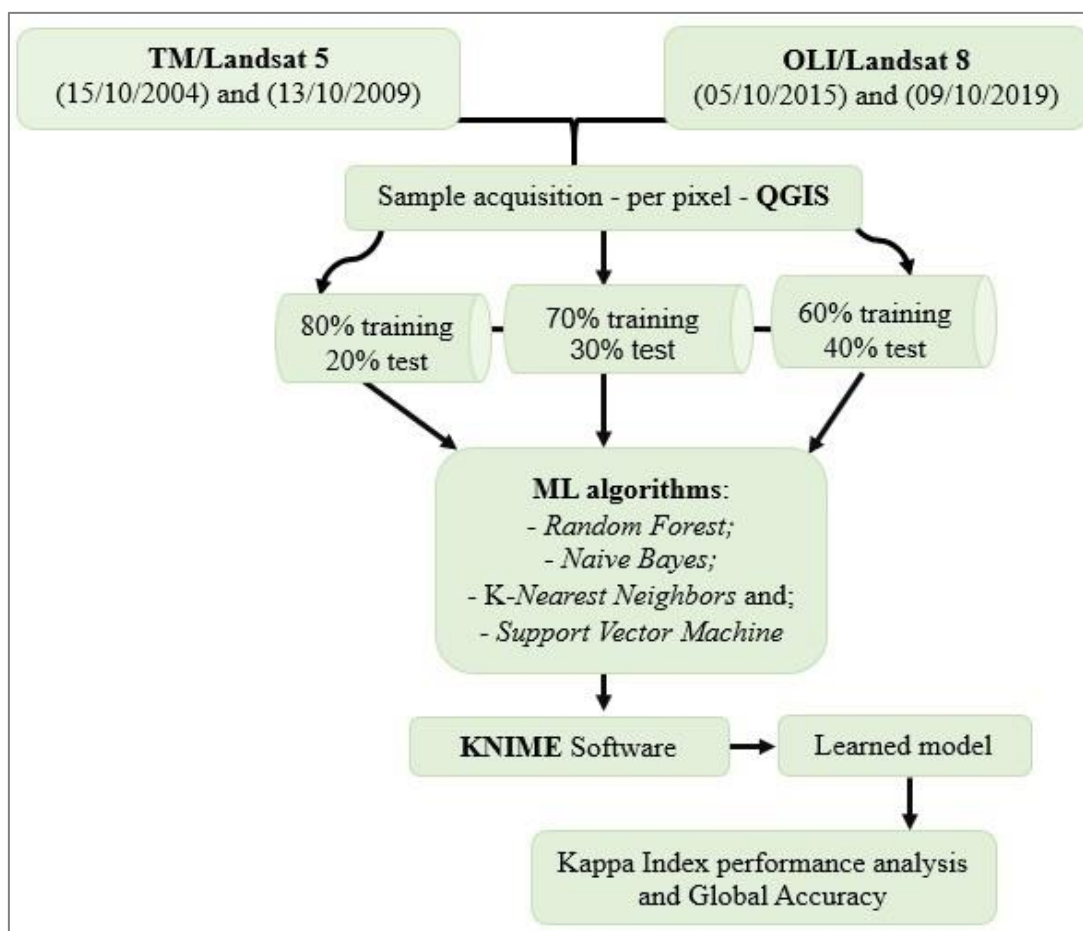 TM/Landsat 5
(15/10/2004) and (13/10/2009)
OLI/Landsat 8
(05/10/2015) and (09/10/2019)
Sample acquisition - per pixel - QGIS
80% training
20% test
70% training
30% test
60% training
40% test
ML algorithms:
- Random Forest;
- Naive Bayes;
- K-Nearest Neighbors and;
- Support Vector Machine
KNIME Software
Learned model
Kappa Index performance analysis
and Global Accuracy